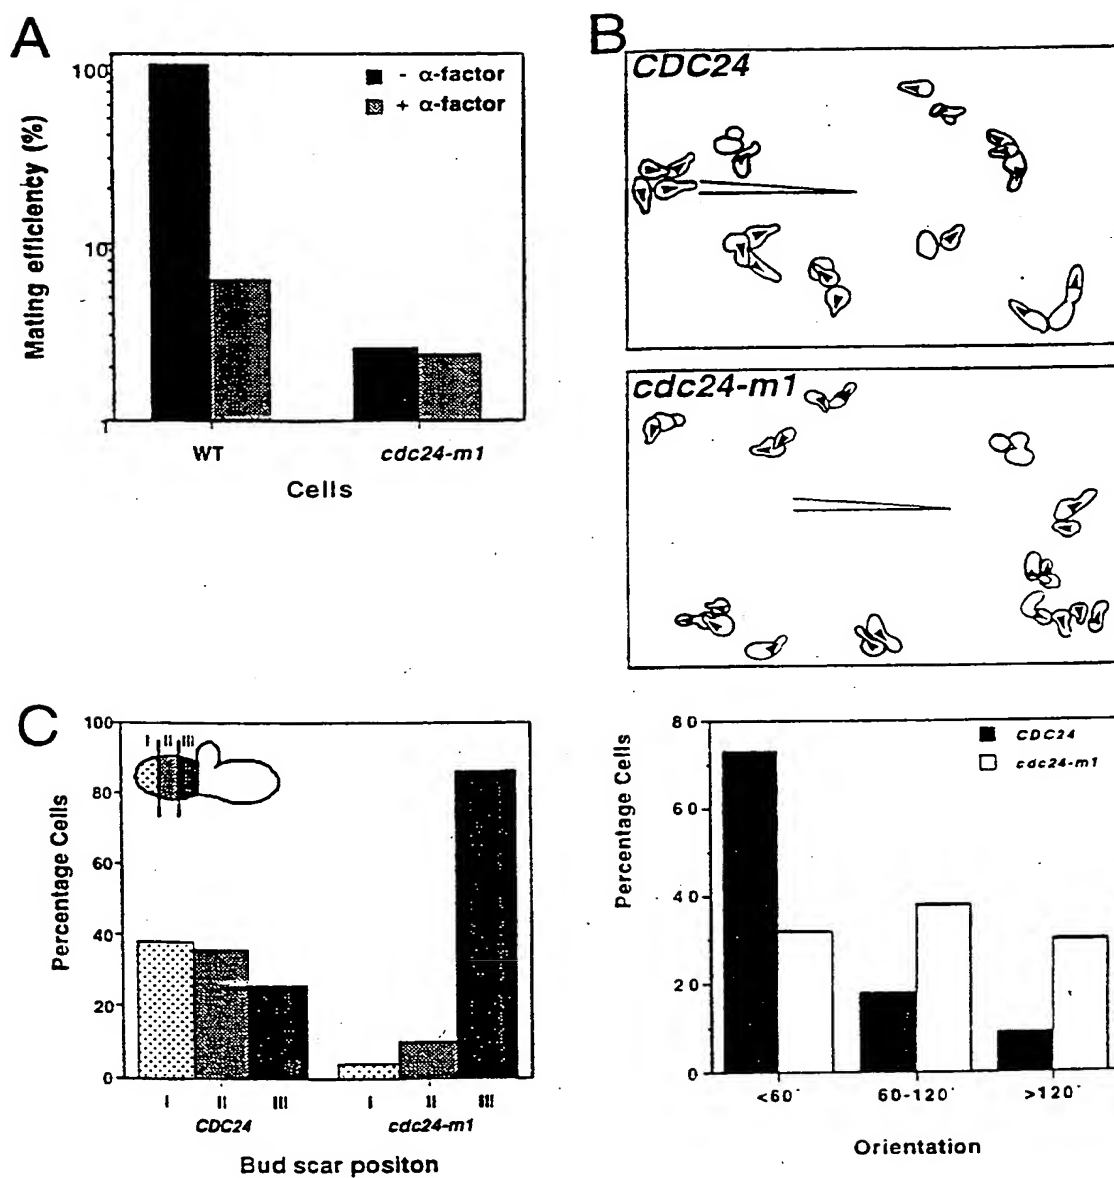 A
Mating efficiency (%)
100
10
- α-factor
+ α-factor
WT
cdc24-m1
Cells
B
CDC24
cdc24-m1
Percentage Cells
80
60
40
20
0
CDC24
cdc24-m1
<60°
60-120°
>120°
Orientation
C
Percentage Cells
100
80
60
40
20
0
I II III
I II III
CDC24
I II III
cdc24-m1
Bud scar positon